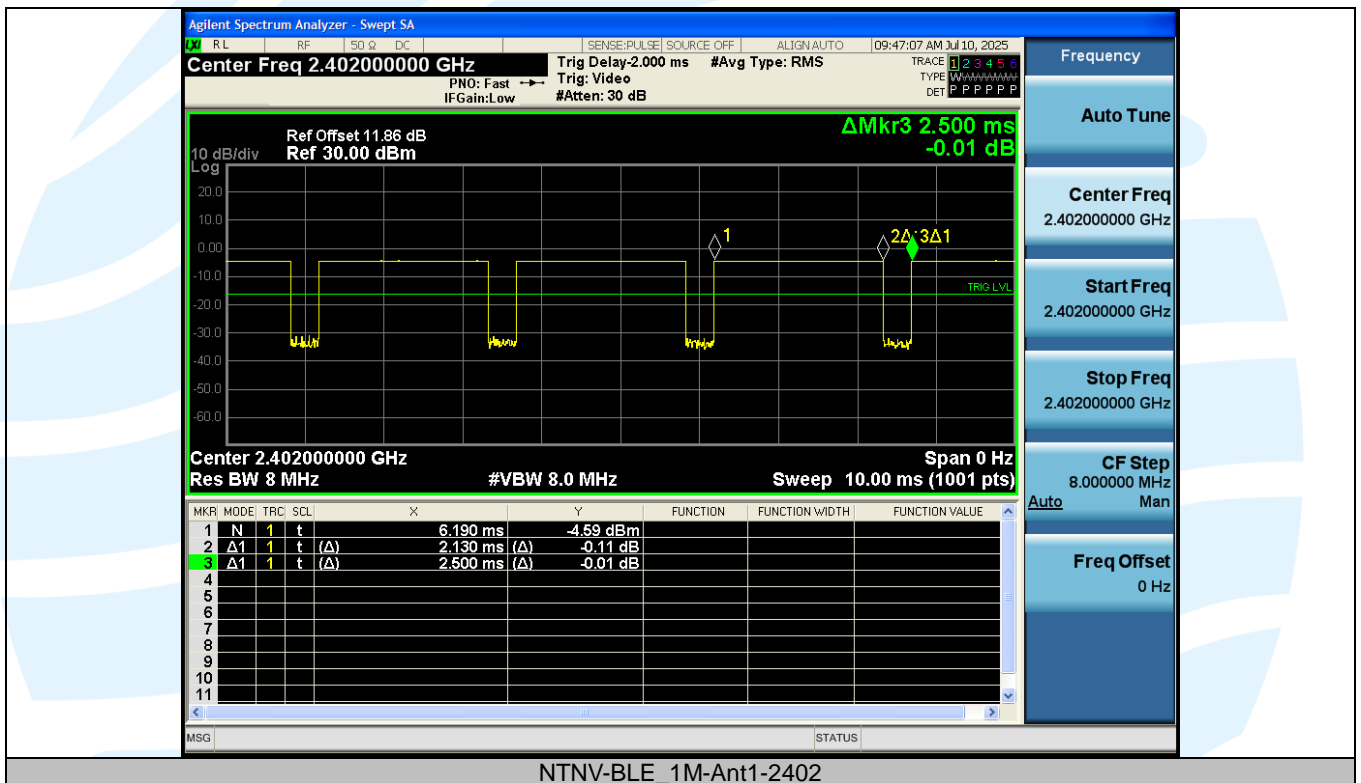 Agilent Spectrum Analyzer - Swept SA
LXI RL RF 50 Ω DC SENSE:PULSE SOURCE OFF ALIGN AUTO 09:47:07 AM Jul 10, 2025
Center Freq 2.402000000 GHz
PNO: Fast
IFGain:Low
Trig Delay-2.000 ms #Avg Type: RMS
Trig: Video
#Atten: 30 dB
TRACE 1 2 3 4 5 6
TYPE
DET P P P P P P
ΔMkr3 2.500 ms
-0.01 dB
Ref Offset 11.86 dB
10 dB/div Ref 30.00 dBm
Log
20.0
10.0
0.00
-10.0
-20.0
-30.0
-40.0
-50.0
-60.0
1
3Δ1
TRIG LVL
Center 2.402000000 GHz Span 0 Hz
Res BW 8 MHz #VBW 8.0 MHz Sweep 10.00 ms (1001 pts)
MKR MODE TRC SCL X Y FUNCTION FUNCTION WIDTH FUNCTION VALUE
1 N 1 t 6.190 ms -4.59 dBm
2 Δ1 1 t (Δ) 2.130 ms (Δ) -0.11 dB
3 Δ1 1 t (Δ) 2.500 ms (Δ) -0.01 dB
4
5
6
7
8
9
10
11
MSG STATUS
Frequency
Auto Tune
Center Freq
2.402000000 GHz
Start Freq
2.402000000 GHz
Stop Freq
2.402000000 GHz
CF Step
8.000000 MHz
Auto Man
Freq Offset
0 Hz
NTNV-BLE_1M-Ant1-2402